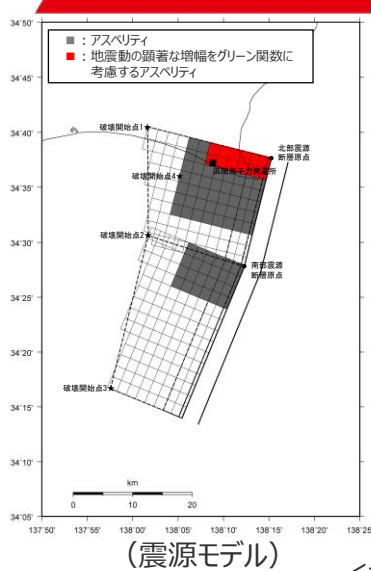 ■ ：アスペリティ
■ ：地震動の顕著な増幅をグリーン関数に
考慮するアスペリティ
34˚50'
34˚45'
34˚40'
34˚35'
34˚30'
34˚25'
34˚20'
34˚15'
34˚10'
34˚05'
破壊開始点1
北部震源
断層原点
浜岡原子力発電所
破壊開始点4
破壊開始点2
南部震源
断層原点
破壊開始点3
km
0 10 20
137˚50' 137˚55' 138˚00' 138˚05' 138˚10' 138˚15' 138˚20' 138˚25'
（震源モデル）